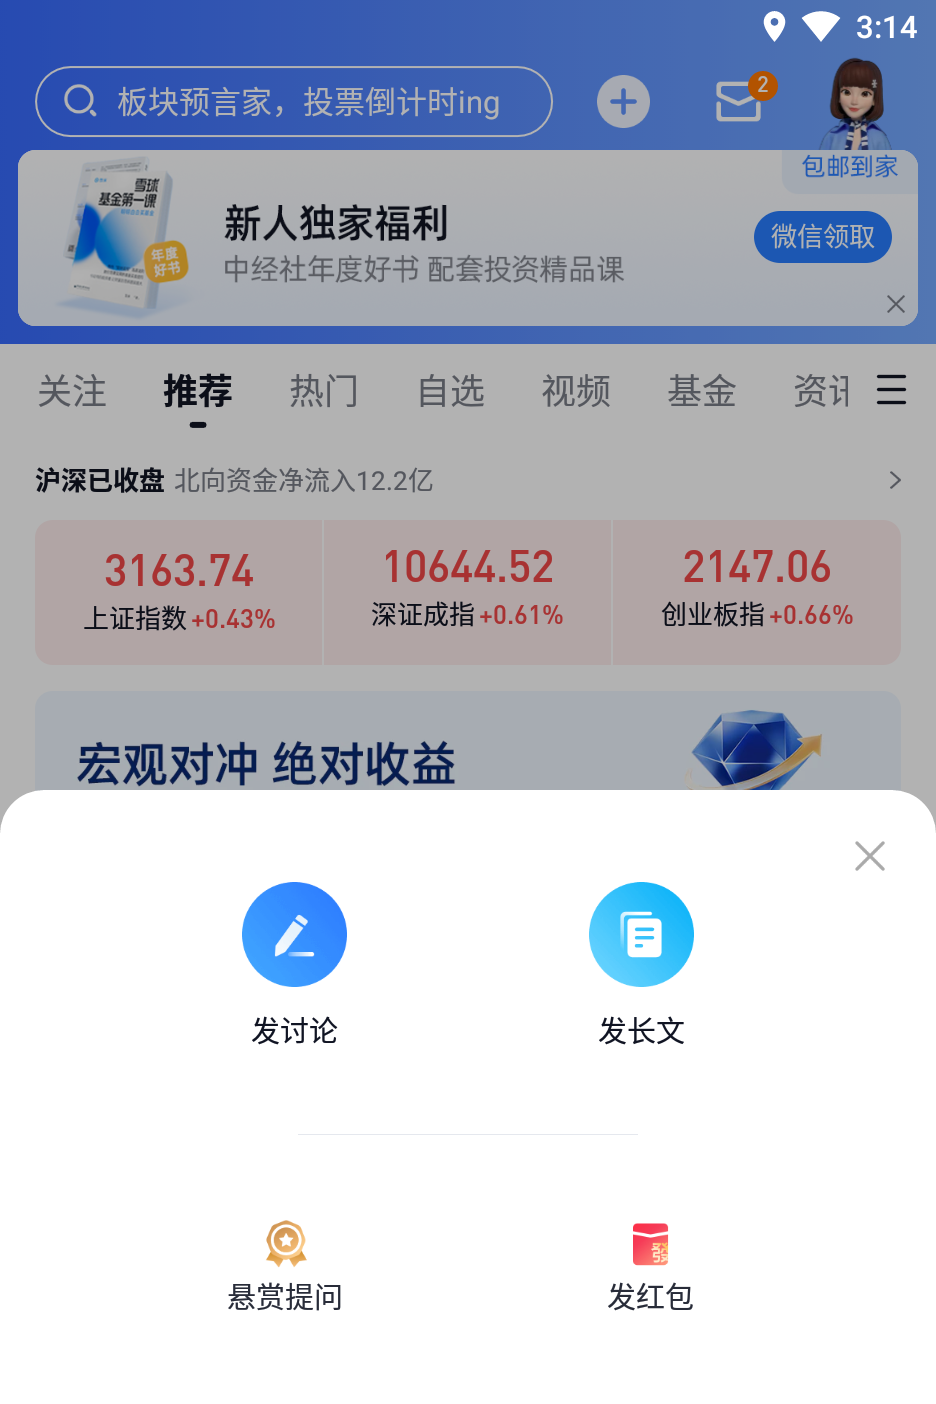 3:14
板块预言家，投票倒计时ing
2
包邮到家
雪球
基金第一课
年度
好书
新人独家福利
中经社年度好书 配套投资精品课
微信领取
关注 推荐 热门 自选 视频 基金 资讯
沪深已收盘 北向资金净流入12.2亿
3163.74 10644.52 2147.06
上证指数 +0.43% 深证成指 +0.61% 创业板指 +0.66%
宏观对冲 绝对收益
发讨论 发长文
悬赏提问 发红包